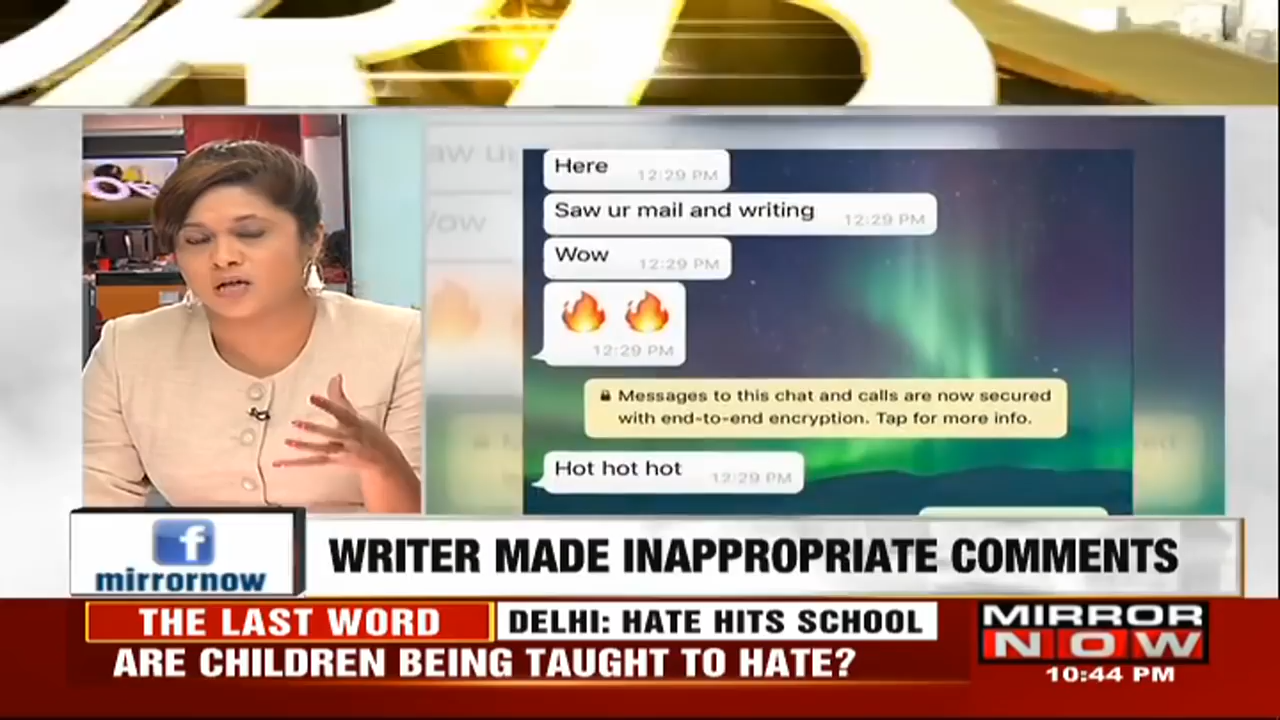 Here 12:29 PM
Saw ur mail and writing 12:29 PM
Wow 12:29 PM
🔥 🔥
12:29 PM
Messages to this chat and calls are now secured
with end-to-end encryption. Tap for more info.
Hot hot hot 12:29 PM
f
mirrornow
WRITER MADE INAPPROPRIATE COMMENTS
THE LAST WORD
DELHI: HATE HITS SCHOOL
ARE CHILDREN BEING TAUGHT TO HATE?
MIRROR
NOW
10:44 PM